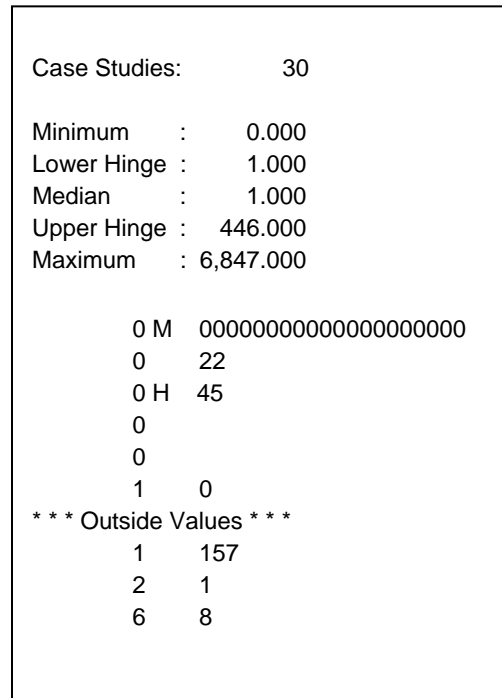 Case Studies: 30
Minimum : 0.000
Lower Hinge : 1.000
Median : 1.000
Upper Hinge : 446.000
Maximum : 6,847.000
0 M 00000000000000000000
0 22
0 H 45
0
0
1 0
* * * Outside Values * * *
1 157
2 1
6 8